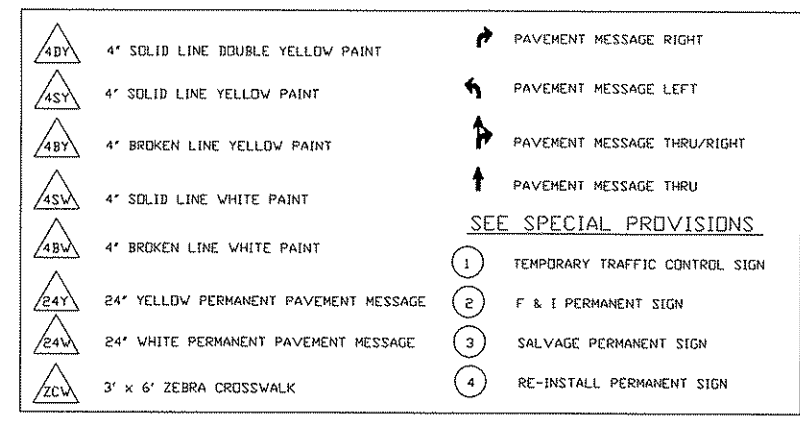 4DY 4" SOLID LINE DOUBLE YELLOW PAINT
4SY 4" SOLID LINE YELLOW PAINT
4BY 4" BROKEN LINE YELLOW PAINT
4SW 4" SOLID LINE WHITE PAINT
4BW 4" BROKEN LINE WHITE PAINT
24Y 24" YELLOW PERMANENT PAVEMENT MESSAGE
24W 24" WHITE PERMANENT PAVEMENT MESSAGE
ZCW 3' x 6' ZEBRA CROSSWALK
PAVEMENT MESSAGE RIGHT
PAVEMENT MESSAGE LEFT
PAVEMENT MESSAGE THRU/RIGHT
PAVEMENT MESSAGE THRU
SEE SPECIAL PROVISIONS
1 TEMPORARY TRAFFIC CONTROL SIGN
2 F & I PERMANENT SIGN
3 SALVAGE PERMANENT SIGN
4 RE-INSTALL PERMANENT SIGN